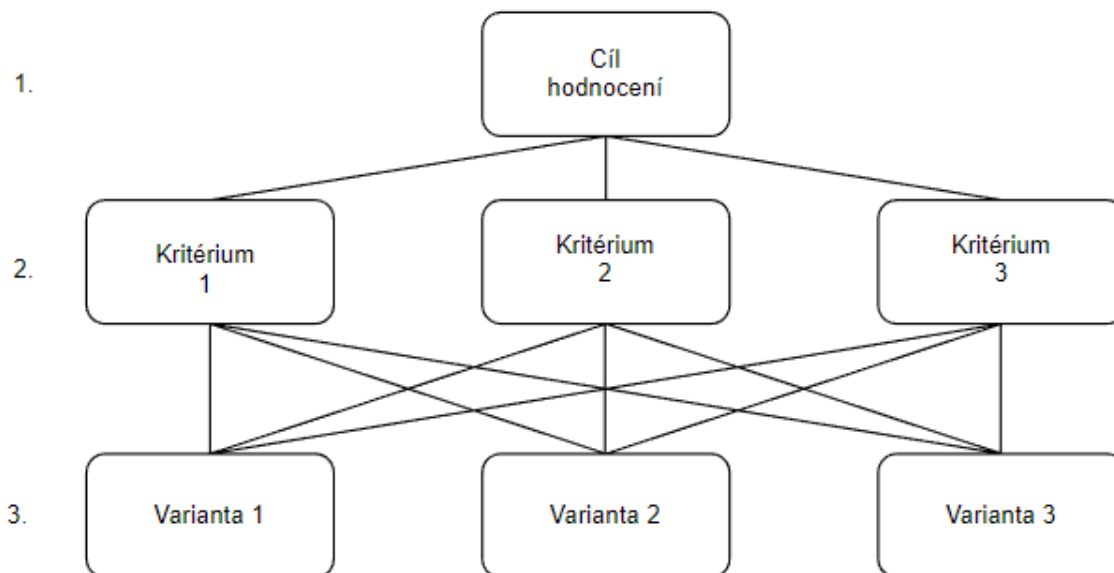 1.
Cíl
hodnocení
2.
Kritérium
1
Kritérium
2
Kritérium
3
3.
Varianta 1
Varianta 2
Varianta 3